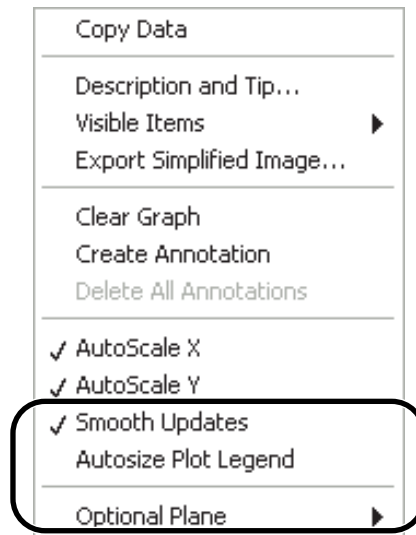 Copy Data
Description and Tip...
Visible Items
Export Simplified Image...
Clear Graph
Create Annotation
Delete All Annotations
AutoScale X
AutoScale Y
Smooth Updates
Autosize Plot Legend
Optional Plane